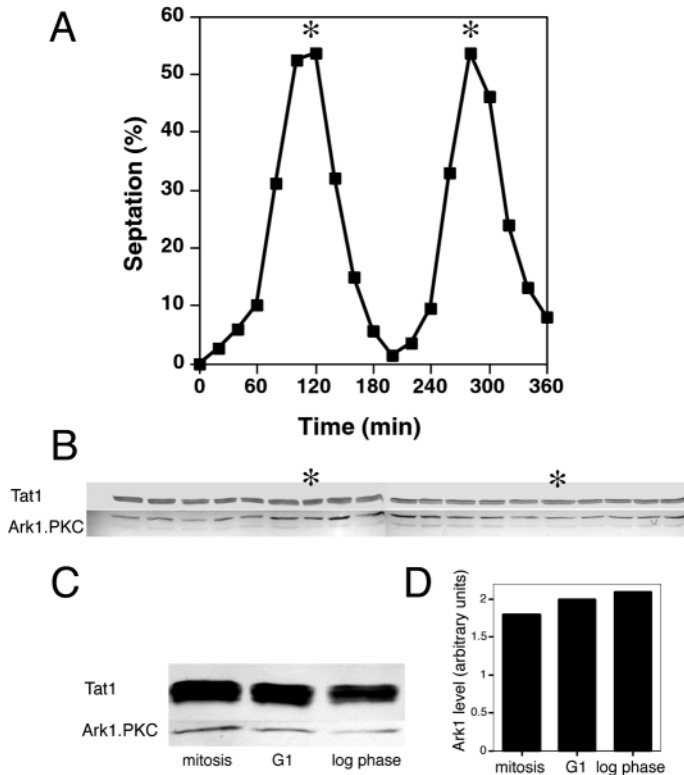 A
Septation (%)
60
50
40
30
20
10
0
0 60 120 180 240 300 360
Time (min)
* *
B
* *
Tat1
Ark1.PKC
C
Tat1
Ark1.PKC
mitosis G1 log phase
D
Ark1 level (arbitrary units)
2
1.5
1
0.5
0
mitosis G1 log phase